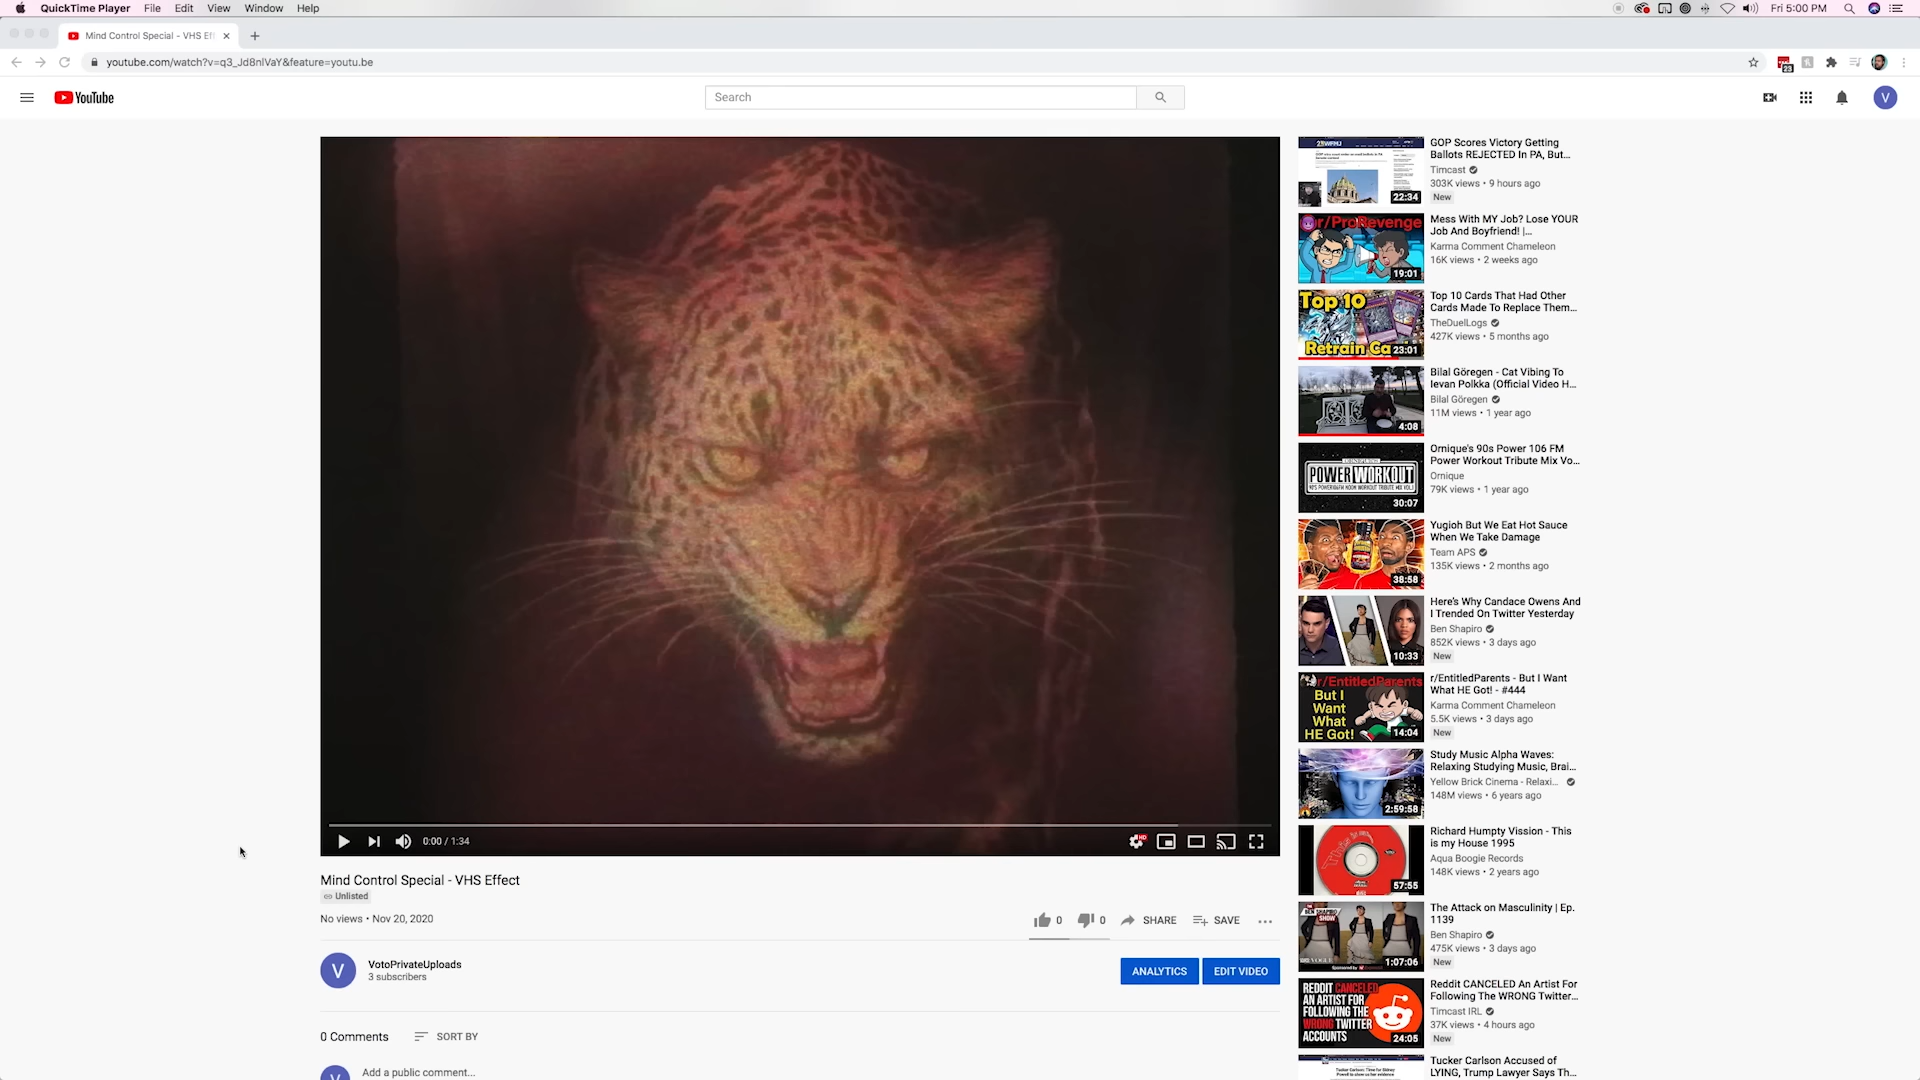 QuickTime Player File Edit View Window Help
Fri 5:00 PM
Mind Control Special - VHS Eff
youtube.com/watch?v=q3_Jd8nlVaY&feature=youtu.be
23
YouTube
Search
V
0:00 / 1:34
HD
Mind Control Special - VHS Effect
Unlisted
No views • Nov 20, 2020
0
0
SHARE
SAVE
V
VotoPrivateUploads
3 subscribers
ANALYTICS
EDIT VIDEO
0 Comments
SORT BY
Add a public comment...
22:34
GOP Scores Victory Getting
Ballots REJECTED In PA, But...
Timcast
303K views • 9 hours ago
New
r/ProRevenge
19:01
Mess With MY Job? Lose YOUR
Job And Boyfriend! |...
Karma Comment Chameleon
16K views • 2 weeks ago
Top 10
Retrain Ca
23:01
Top 10 Cards That Had Other
Cards Made To Replace Them...
TheDuelLogs
427K views • 5 months ago
4:08
Bilal Göregen - Cat Vibing To
Ievan Polkka (Official Video H...
Bilal Göregen
11M views • 1 year ago
POWER WORKOUT
30:07
Ornique's 90s Power 106 FM
Power Workout Tribute Mix Vo...
Ornique
79K views • 1 year ago
38:58
Yugioh But We Eat Hot Sauce
When We Take Damage
Team APS
135K views • 2 months ago
10:33
Here's Why Candace Owens And
I Trended On Twitter Yesterday
Ben Shapiro
852K views • 3 days ago
New
r/EntitledParents
But I
Want
What
HE Got!
14:04
r/EntitledParents - But I Want
What HE Got! - #444
Karma Comment Chameleon
5.5K views • 3 days ago
New
2:59:58
Study Music Alpha Waves:
Relaxing Studying Music, Brai...
Yellow Brick Cinema - Relaxi...
148M views • 6 years ago
57:55
Richard Humpty Vission - This
is my House 1995
Aqua Boogie Records
148K views • 2 years ago
1:07:06
The Attack on Masculinity | Ep.
1139
Ben Shapiro
475K views • 3 days ago
New
REDDIT CANCELED
AN ARTIST FOR
FOLLOWING THE
WRONG TWITTER
ACCOUNTS
24:05
Reddit CANCELED An Artist For
Following The WRONG Twitter...
Timcast IRL
37K views • 4 hours ago
New
Tucker Carlson Accused of
LYING, Trump Lawyer Says Th...